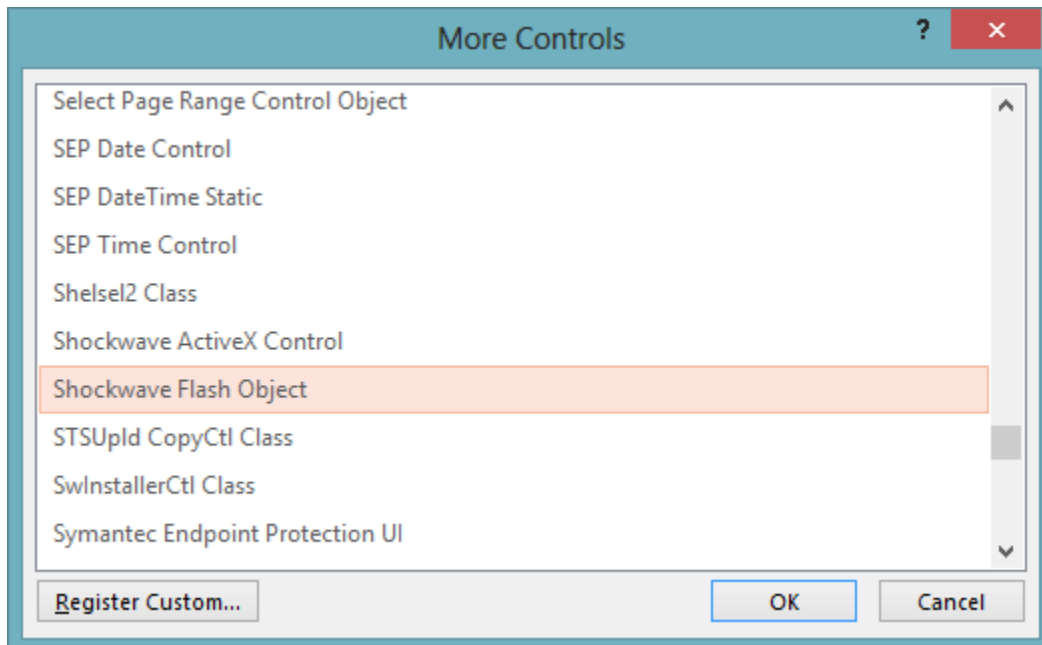 More Controls
?
Select Page Range Control Object
SEP Date Control
SEP DateTime Static
SEP Time Control
Shelsel2 Class
Shockwave ActiveX Control
Shockwave Flash Object
STSUpld CopyCtl Class
SwInstallerCtl Class
Symantec Endpoint Protection UI
Register Custom... OK Cancel